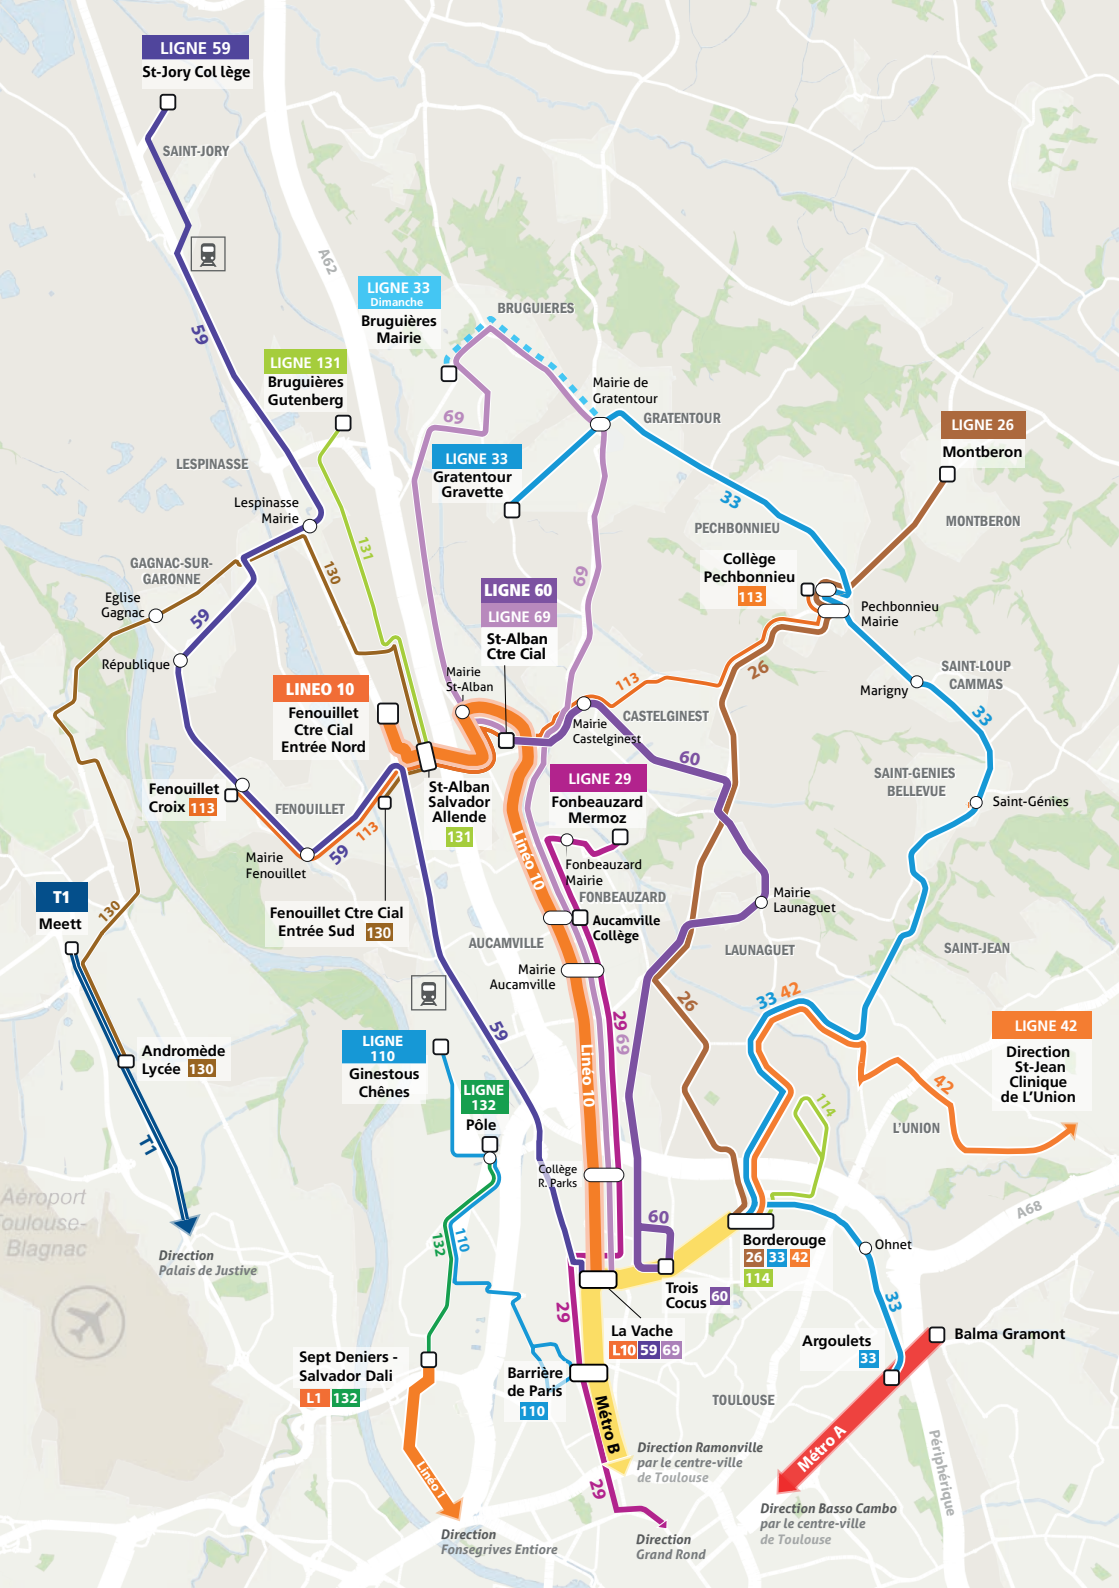 LIGNE 59
St-Jory Col lège
SAINT-JORY
A62
59
LIGNE 33
Dimanche
Bruguières
Mairie
BRUGUIERES
LIGNE 131
Bruguières
Gutenberg
Mairie de
Gratentour
GRATENTOUR
69
LIGNE 26
Montberon
LIGNE 33
Gratentour
Gravette
LESPINASSE
33
Lespinasse
Mairie
PECHBONNIEU
MONTBERON
131
GAGNAC-SUR-
GARONNE
130
69
Collège
Pechbonnieu
113
Eglise
Gagnac
59
LIGNE 60
LIGNE 69
St-Alban
Ctre Cial
Pechbonnieu
Mairie
République
Mairie
St-Alban
113
26
SAINT-LOUP
CAMMAS
Marigny
33
LINEO 10
Fenouillet
Ctre Cial
Entrée Nord
Mairie
Castelginest
CASTELGINEST
60
LIGNE 29
Fonbeauzard
Mermoz
SAINT-GENIES
BELLEVUE
Saint-Génies
Fenouillet
Croix 113
FENOUILLET
St-Alban
Salvador
Allende
131
113
59
Mairie
Fenouillet
Linéo 10
Fonbeauzard
Mairie
FONBEAUZARD
T1
Meett
130
Fenouillet Ctre Cial
Entrée Sud 130
Aucamville
Collège
Mairie
Launaguet
AUCAMVILLE
LAUNAGUET
SAINT-JEAN
Mairie
Aucamville
26
33 42
59
29 69
LIGNE 42
Direction
St-Jean
Clinique
de L'Union
LIGNE
110
Ginestous
Chênes
Andromède
Lycée 130
Linéo 10
42
LIGNE
132
Pôle
114
L'UNION
T1
Collège
R. Parks
Aéroport
Toulouse-
Blagnac
60
A68
132
110
Direction
Palais de Justive
Borderouge
26 33 42
114
Ohnet
Trois
Cocus 60
29
33
La Vache
L10 59 69
Argoulets
33
Balma Gramont
Sept Deniers -
Salvador Dali
L1 132
Barrière
de Paris
110
TOULOUSE
Métro B
Métro A
Périphérique
Direction Ramonville
par le centre-ville
de Toulouse
Linéo 1
29
Direction Basso Cambo
par le centre-ville
de Toulouse
Direction
Fonsegrives Entiore
Direction
Grand Rond